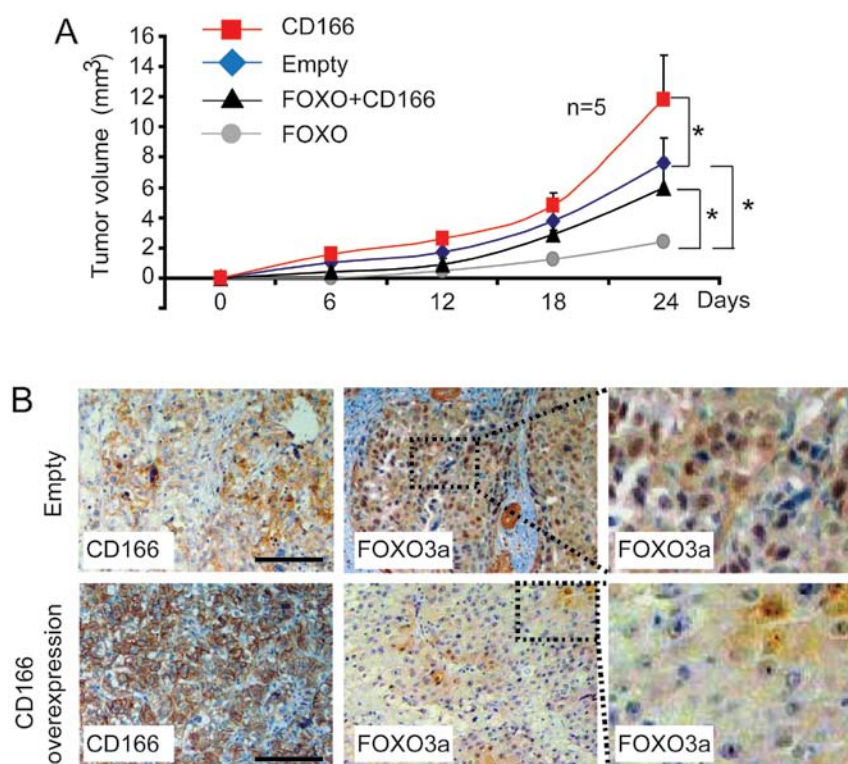 A
Tumor volume (mm³)
16
14
12
10
8
6
4
2
0
CD166
Empty
FOXO+CD166
FOXO
n=5
*
*
*
0 6 12 18 24 Days
B
Empty
CD166
FOXO3a
FOXO3a
CD166
overexpression
CD166
FOXO3a
FOXO3a